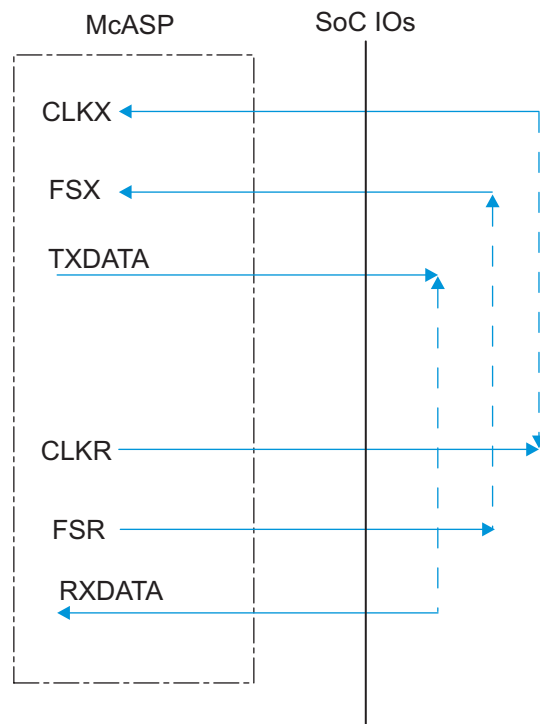 McASP
SoC IOs
CLKX
FSX
TXDATA
CLKR
FSR
RXDATA